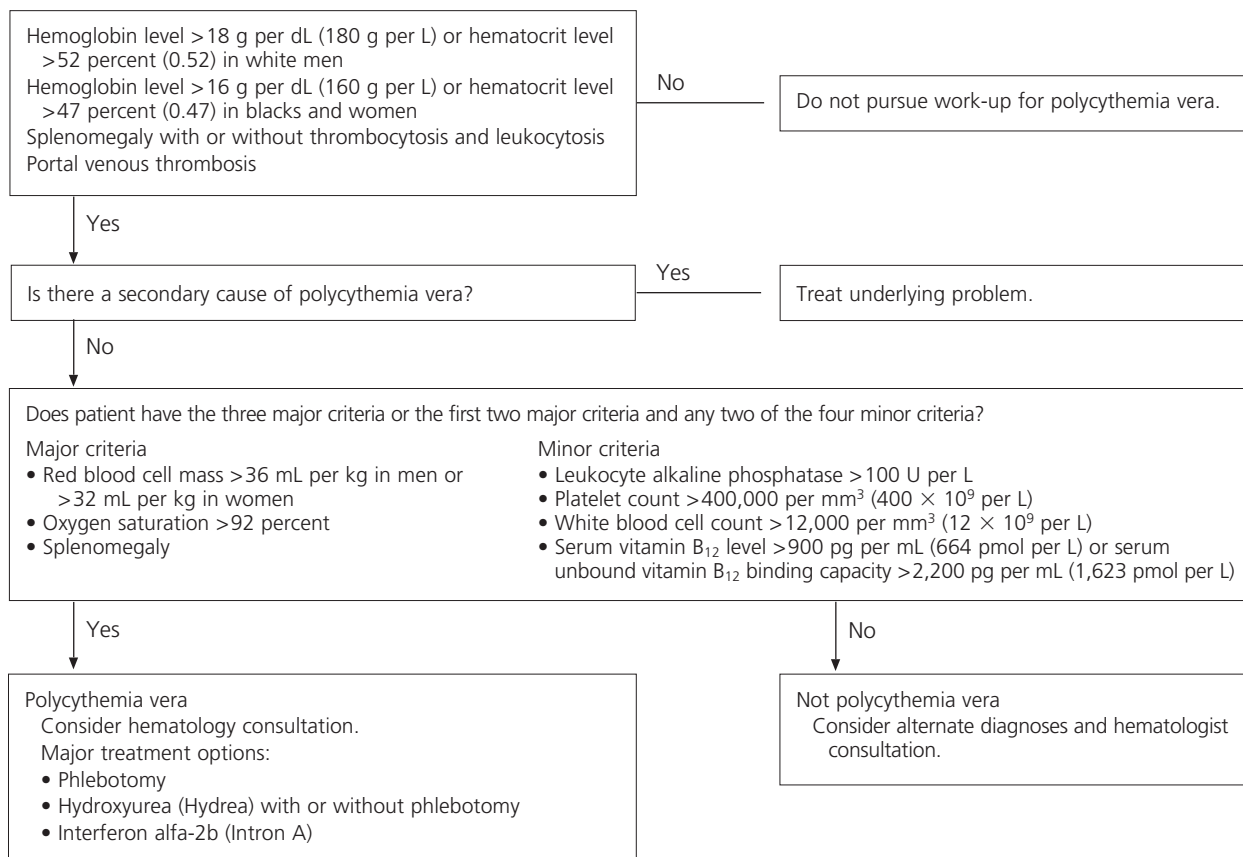 Hemoglobin level >18 g per dL (180 g per L) or hematocrit level
>52 percent (0.52) in white men
Hemoglobin level >16 g per dL (160 g per L) or hematocrit level
>47 percent (0.47) in blacks and women
Splenomegaly with or without thrombocytosis and leukocytosis
Portal venous thrombosis
No
Do not pursue work-up for polycythemia vera.
Yes
Is there a secondary cause of polycythemia vera?
Yes
Treat underlying problem.
No
Does patient have the three major criteria or the first two major criteria and any two of the four minor criteria?
Major criteria
• Red blood cell mass >36 mL per kg in men or
>32 mL per kg in women
• Oxygen saturation >92 percent
• Splenomegaly
Minor criteria
• Leukocyte alkaline phosphatase >100 U per L
• Platelet count >400,000 per mm³ (400 × 10⁹ per L)
• White blood cell count >12,000 per mm³ (12 × 10⁹ per L)
• Serum vitamin B₁₂ level >900 pg per mL (664 pmol per L) or serum
unbound vitamin B₁₂ binding capacity >2,200 pg per mL (1,623 pmol per L)
Yes
No
Polycythemia vera
Consider hematology consultation.
Major treatment options:
• Phlebotomy
• Hydroxyurea (Hydrea) with or without phlebotomy
• Interferon alfa-2b (Intron A)
Not polycythemia vera
Consider alternate diagnoses and hematologist
consultation.